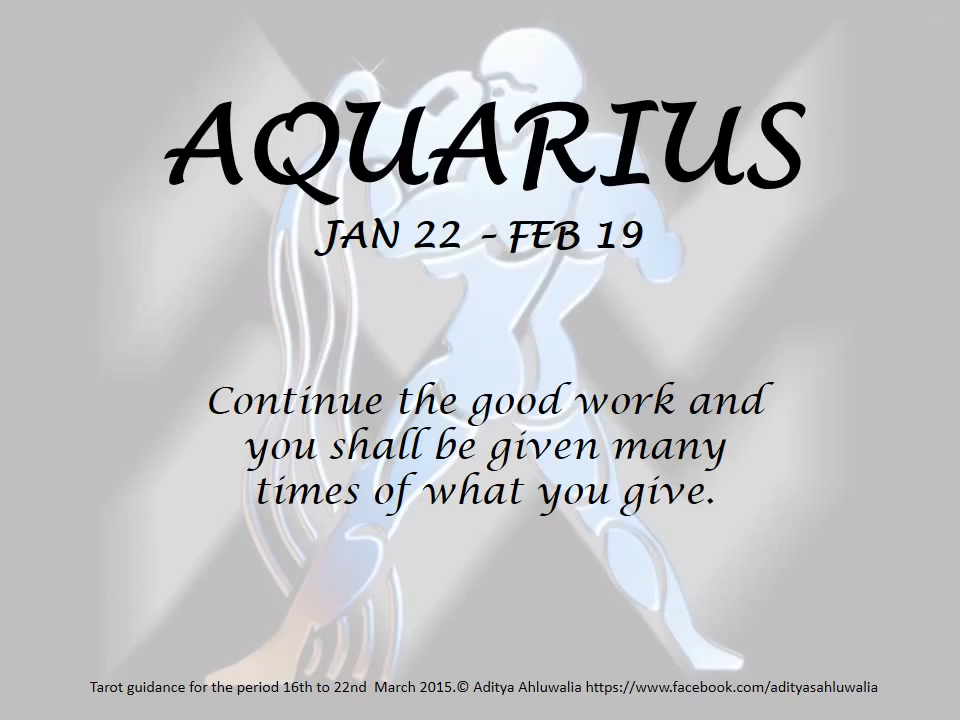 AQUARIUS
JAN 22 – FEB 19
Continue the good work and
you shall be given many
times of what you give.
Tarot guidance for the period 16th to 22nd  March 2015.© Aditya Ahluwalia https://www.facebook.com/adityasahluwalia